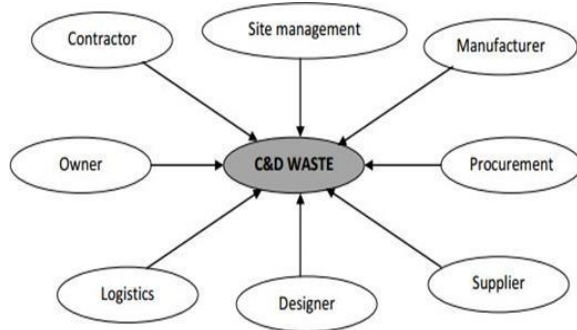 Contractor
Site management
Manufacturer
Owner
C&D WASTE
Procurement
Logistics
Designer
Supplier